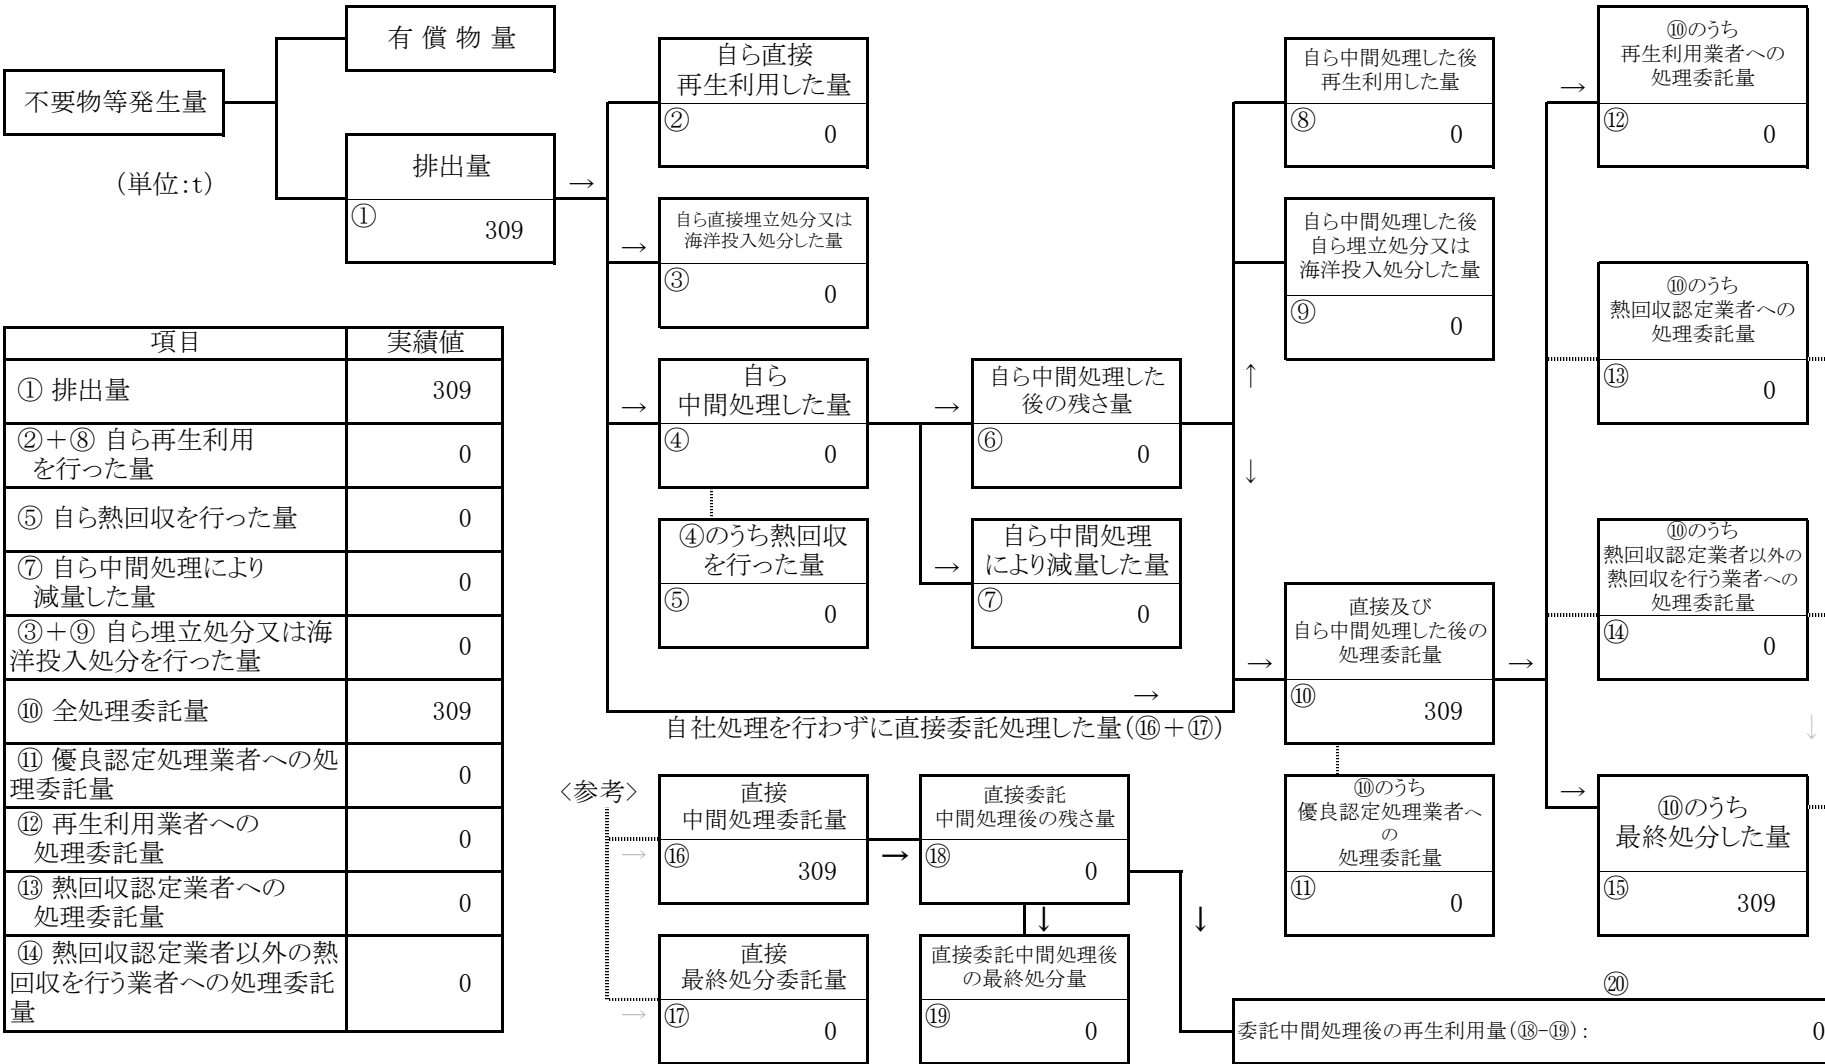 有 償 物 量
不要物等発生量
(単位:t)
排出量
①
309
→
自ら直接
再生利用した量
②
0
→
自ら直接埋立処分又は
海洋投入処分した量
③
0
→
自ら
中間処理した量
④
0
④のうち熱回収
を行った量
⑤
0
→
自ら中間処理した
後の残さ量
⑥
0
→
自ら中間処理
により減量した量
⑦
0
自ら中間処理した後
再生利用した量
⑧
0
自ら中間処理した後
自ら埋立処分又は
海洋投入処分した量
⑨
0
↑
↓
→
直接及び
自ら中間処理した後の
処理委託量
⑩
309
→
⑩のうち
優良認定処理業者へ
の
処理委託量
⑪
0
→
⑩のうち
再生利用業者への
処理委託量
⑫
0
⑩のうち
熱回収認定業者への
処理委託量
⑬
0
⑩のうち
熱回収認定業者以外の
熱回収を行う業者への
処理委託量
⑭
0
↓
→
⑩のうち
最終処分した量
⑮
309
→
自社処理を行わずに直接委託処理した量(⑯+⑰)
<参考>
→
直接
中間処理委託量
⑯
309
→
直接委託
中間処理後の残さ量
⑱
0
↓
↓
→
直接
最終処分委託量
⑰
0
直接委託中間処理後
の最終処分量
⑲
0
⑳
委託中間処理後の再生利用量(⑱-⑲): 0
項目 実績値
① 排出量 309
②+⑧ 自ら再生利用
を行った量 0
⑤ 自ら熱回収を行った量 0
⑦ 自ら中間処理により
減量した量 0
③+⑨ 自ら埋立処分又は海
洋投入処分を行った量 0
⑩ 全処理委託量 309
⑪ 優良認定処理業者への処
理委託量 0
⑫ 再生利用業者への
処理委託量 0
⑬ 熱回収認定業者への
処理委託量 0
⑭ 熱回収認定業者以外の熱
回収を行う業者への処理委託
量 0